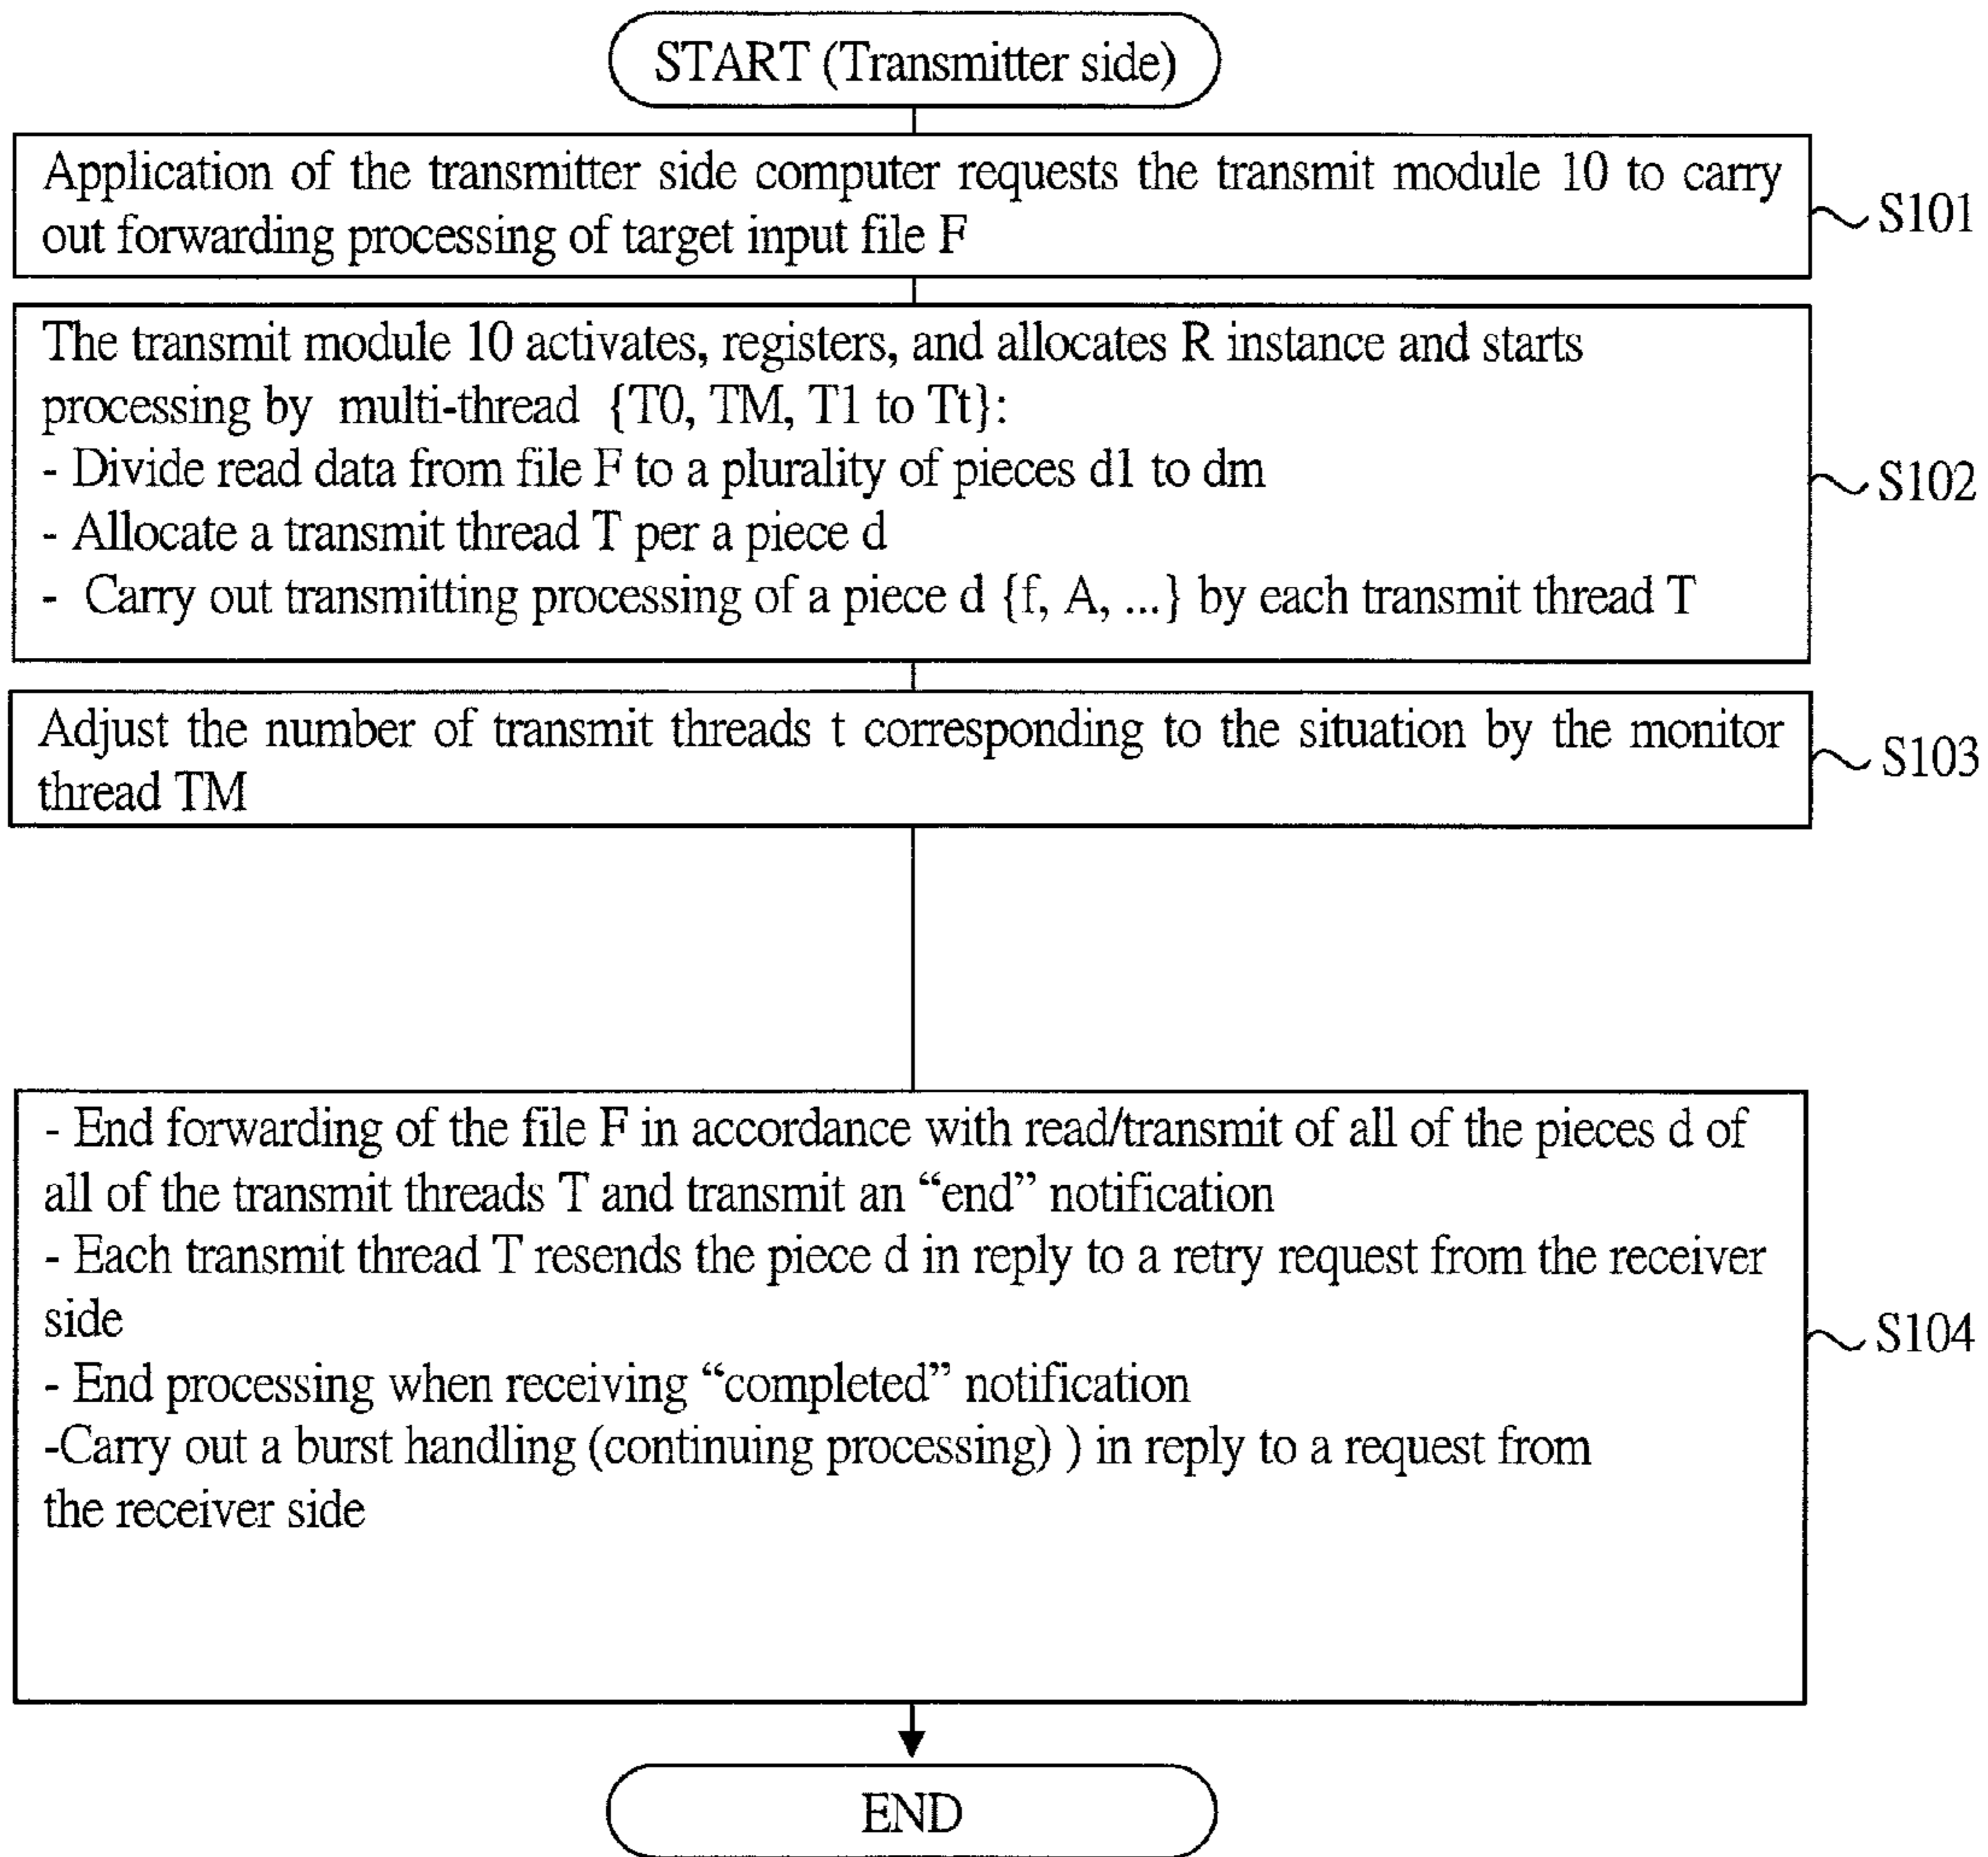 START (Transmitter side)
Application of the transmitter side computer requests the transmit module 10 to carry
out forwarding processing of target input file F
S101
The transmit module 10 activates, registers, and allocates R instance and starts
processing by multi-thread {T0, TM, T1 to Tt}:
- Divide read data from file F to a plurality of pieces d1 to dm
- Allocate a transmit thread T per a piece d
- Carry out transmitting processing of a piece d {f, A, ...} by each transmit thread T
S102
Adjust the number of transmit threads t corresponding to the situation by the monitor
thread TM
S103
- End forwarding of the file F in accordance with read/transmit of all of the pieces d of
all of the transmit threads T and transmit an “end” notification
- Each transmit thread T resends the piece d in reply to a retry request from the receiver
side
- End processing when receiving “completed” notification
-Carry out a burst handling (continuing processing) ) in reply to a request from
the receiver side
S104
END